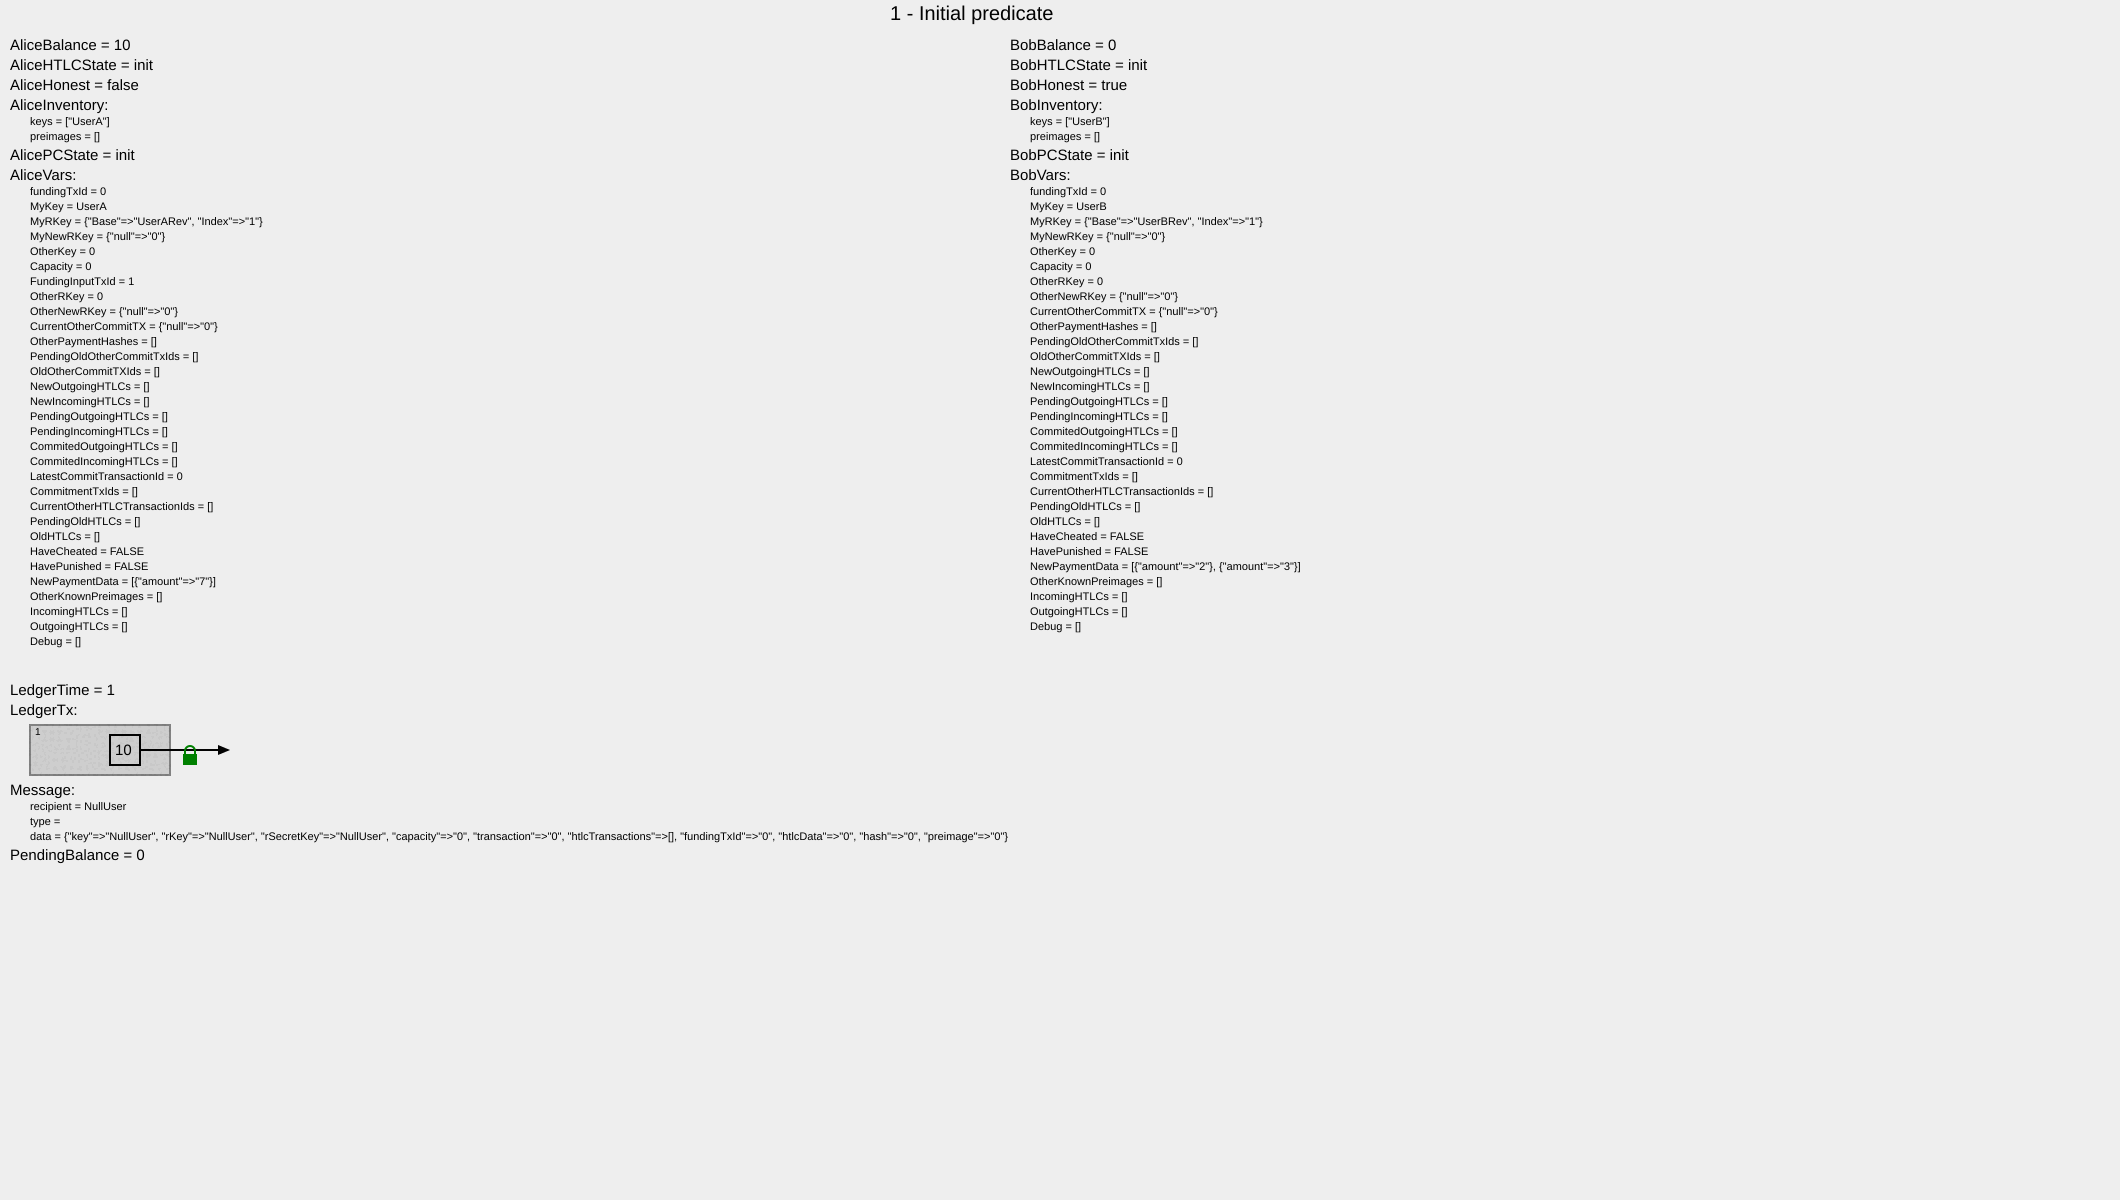 1 - Initial predicate
AliceBalance = 10
AliceHTLCState = init
AliceHonest = false
AliceInventory:
keys = ["UserA"]
preimages = []
AlicePCState = init
AliceVars:
fundingTxId = 0
MyKey = UserA
MyRKey = {"Base"=>"UserARev", "Index"=>"1"}
MyNewRKey = {"null"=>"0"}
OtherKey = 0
Capacity = 0
FundingInputTxId = 1
OtherRKey = 0
OtherNewRKey = {"null"=>"0"}
CurrentOtherCommitTX = {"null"=>"0"}
OtherPaymentHashes = []
PendingOldOtherCommitTxIds = []
OldOtherCommitTXIds = []
NewOutgoingHTLCs = []
NewIncomingHTLCs = []
PendingOutgoingHTLCs = []
PendingIncomingHTLCs = []
CommitedOutgoingHTLCs = []
CommitedIncomingHTLCs = []
LatestCommitTransactionId = 0
CommitmentTxIds = []
CurrentOtherHTLCTransactionIds = []
PendingOldHTLCs = []
OldHTLCs = []
HaveCheated = FALSE
HavePunished = FALSE
NewPaymentData = [{"amount"=>"7"}]
OtherKnownPreimages = []
IncomingHTLCs = []
OutgoingHTLCs = []
Debug = []
BobBalance = 0
BobHTLCState = init
BobHonest = true
BobInventory:
keys = ["UserB"]
preimages = []
BobPCState = init
BobVars:
fundingTxId = 0
MyKey = UserB
MyRKey = {"Base"=>"UserBRev", "Index"=>"1"}
MyNewRKey = {"null"=>"0"}
OtherKey = 0
Capacity = 0
OtherRKey = 0
OtherNewRKey = {"null"=>"0"}
CurrentOtherCommitTX = {"null"=>"0"}
OtherPaymentHashes = []
PendingOldOtherCommitTxIds = []
OldOtherCommitTXIds = []
NewOutgoingHTLCs = []
NewIncomingHTLCs = []
PendingOutgoingHTLCs = []
PendingIncomingHTLCs = []
CommitedOutgoingHTLCs = []
CommitedIncomingHTLCs = []
LatestCommitTransactionId = 0
CommitmentTxIds = []
CurrentOtherHTLCTransactionIds = []
PendingOldHTLCs = []
OldHTLCs = []
HaveCheated = FALSE
HavePunished = FALSE
NewPaymentData = [{"amount"=>"2"}, {"amount"=>"3"}]
OtherKnownPreimages = []
IncomingHTLCs = []
OutgoingHTLCs = []
Debug = []
LedgerTime = 1
LedgerTx:
1
10
Message:
recipient = NullUser
type =
data = {"key"=>"NullUser", "rKey"=>"NullUser", "rSecretKey"=>"NullUser", "capacity"=>"0", "transaction"=>"0", "htlcTransactions"=>[], "fundingTxId"=>"0", "htlcData"=>"0", "hash"=>"0", "preimage"=>"0"}
PendingBalance = 0